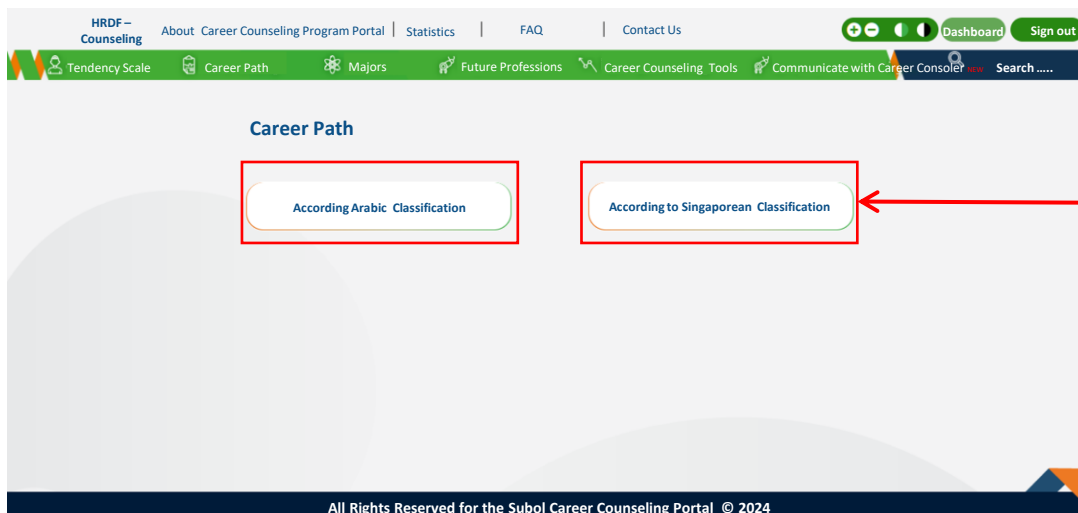 HRDF –
Counseling
About Career Counseling Program Portal | Statistics | FAQ | Contact Us
Dashboard
Sign out
Tendency Scale
Career Path
Majors
Future Professions
Career Counseling Tools
Communicate with Career Consoler NEW
Search .....
Career Path
According Arabic Classification
According to Singaporean Classification
All Rights Reserved for the Subol Career Counseling Portal © 2024